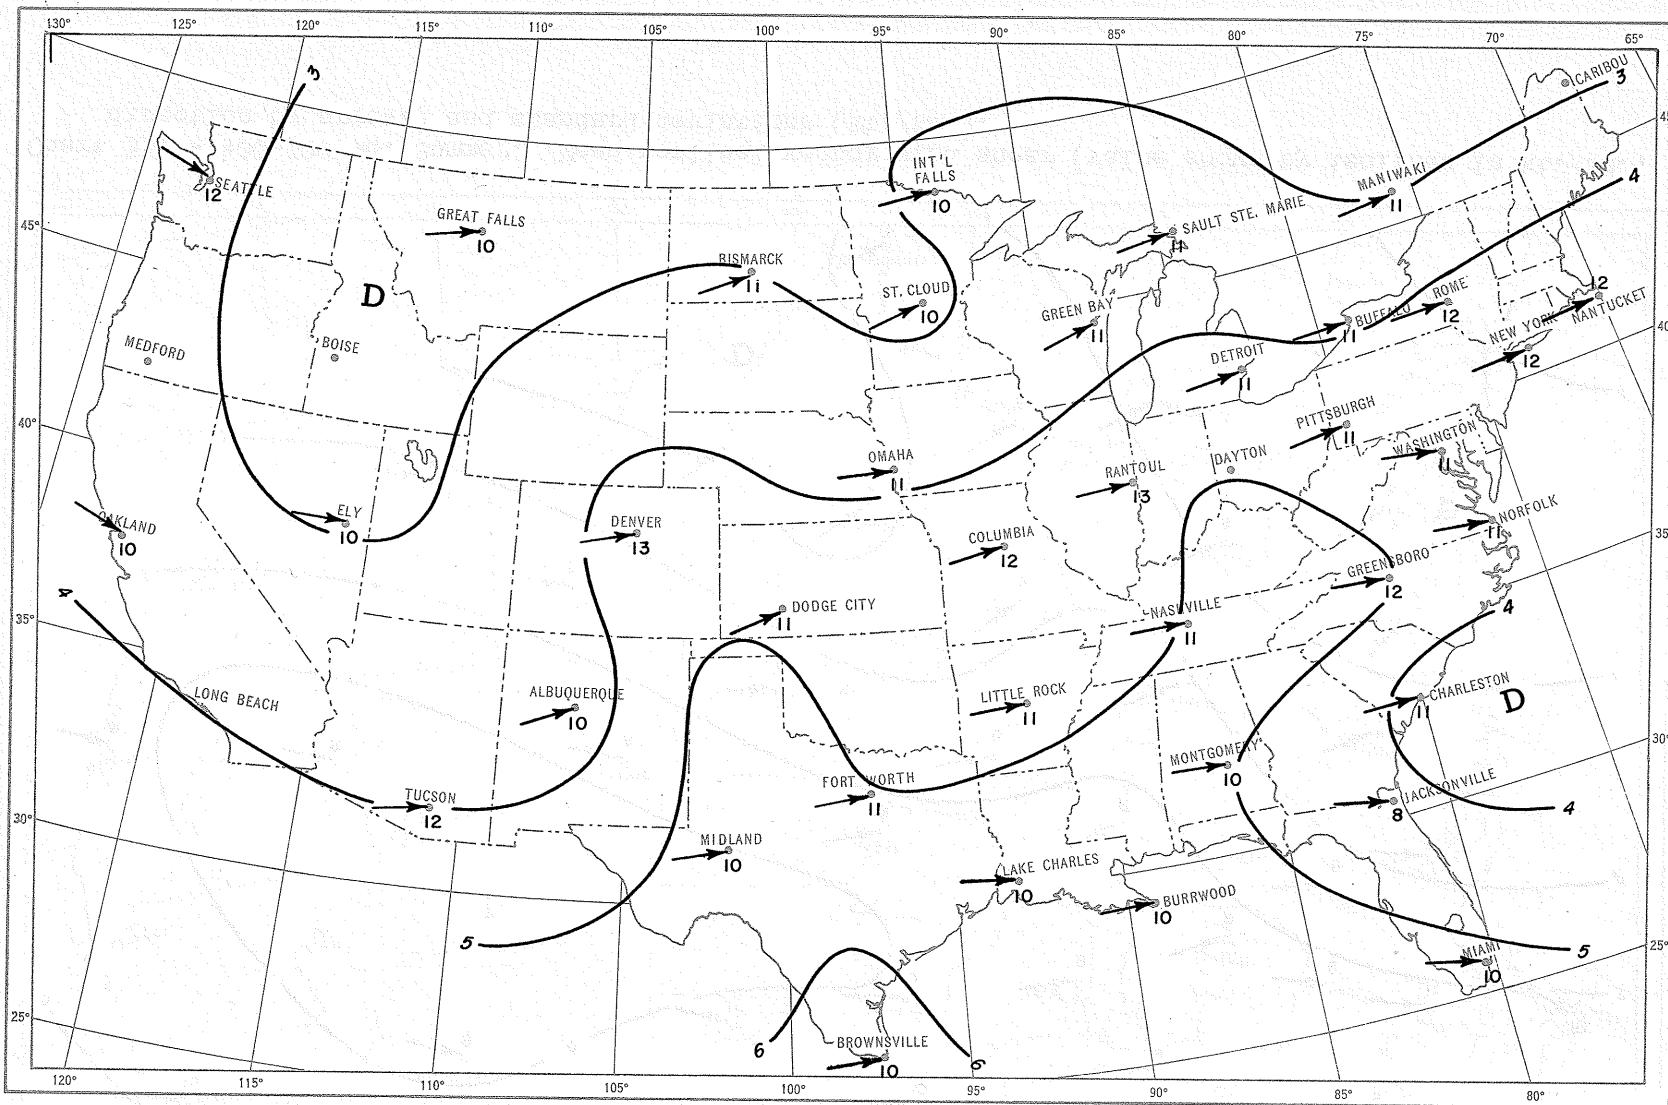 130° 125° 120° 115° 110° 105° 100° 95° 90° 85° 80° 75° 70° 65°
3
CARIBOU
3
45°
INT'L
FALLS
10
MANIWAKI
11
4
SEATTLE
12
GREAT FALLS
10
SAULT STE. MARIE
11
45°
BISMARCK
11
D
ST. CLOUD
10
GREEN BAY
11
BUFFALO
11
ROME
12
12
NANTUCKET
NEW YORK
12
40°
MEDFORD
BOISE
DETROIT
11
PITTSBURGH
11
WASHINGTON
11
40°
OMAHA
11
RANTOUL
13
DAYTON
OAKLAND
10
ELY
10
DENVER
13
COLUMBIA
12
NORFOLK
11
35°
GREENSBORO
12
4
DODGE CITY
11
NASHVILLE
11
4
35°
LONG BEACH
ALBUQUERQUE
10
LITTLE ROCK
11
CHARLESTON
11
D
MONTGOMERY
10
30°
TUCSON
12
FORT WORTH
11
JACKSONVILLE
8
4
30°
MIDLAND
10
LAKE CHARLES
10
BURRWOOD
10
5
5
25°
MIAMI
10
25°
6
BROWNSVILLE
10
6
120° 115° 110° 105° 100° 95° 90° 85° 80°